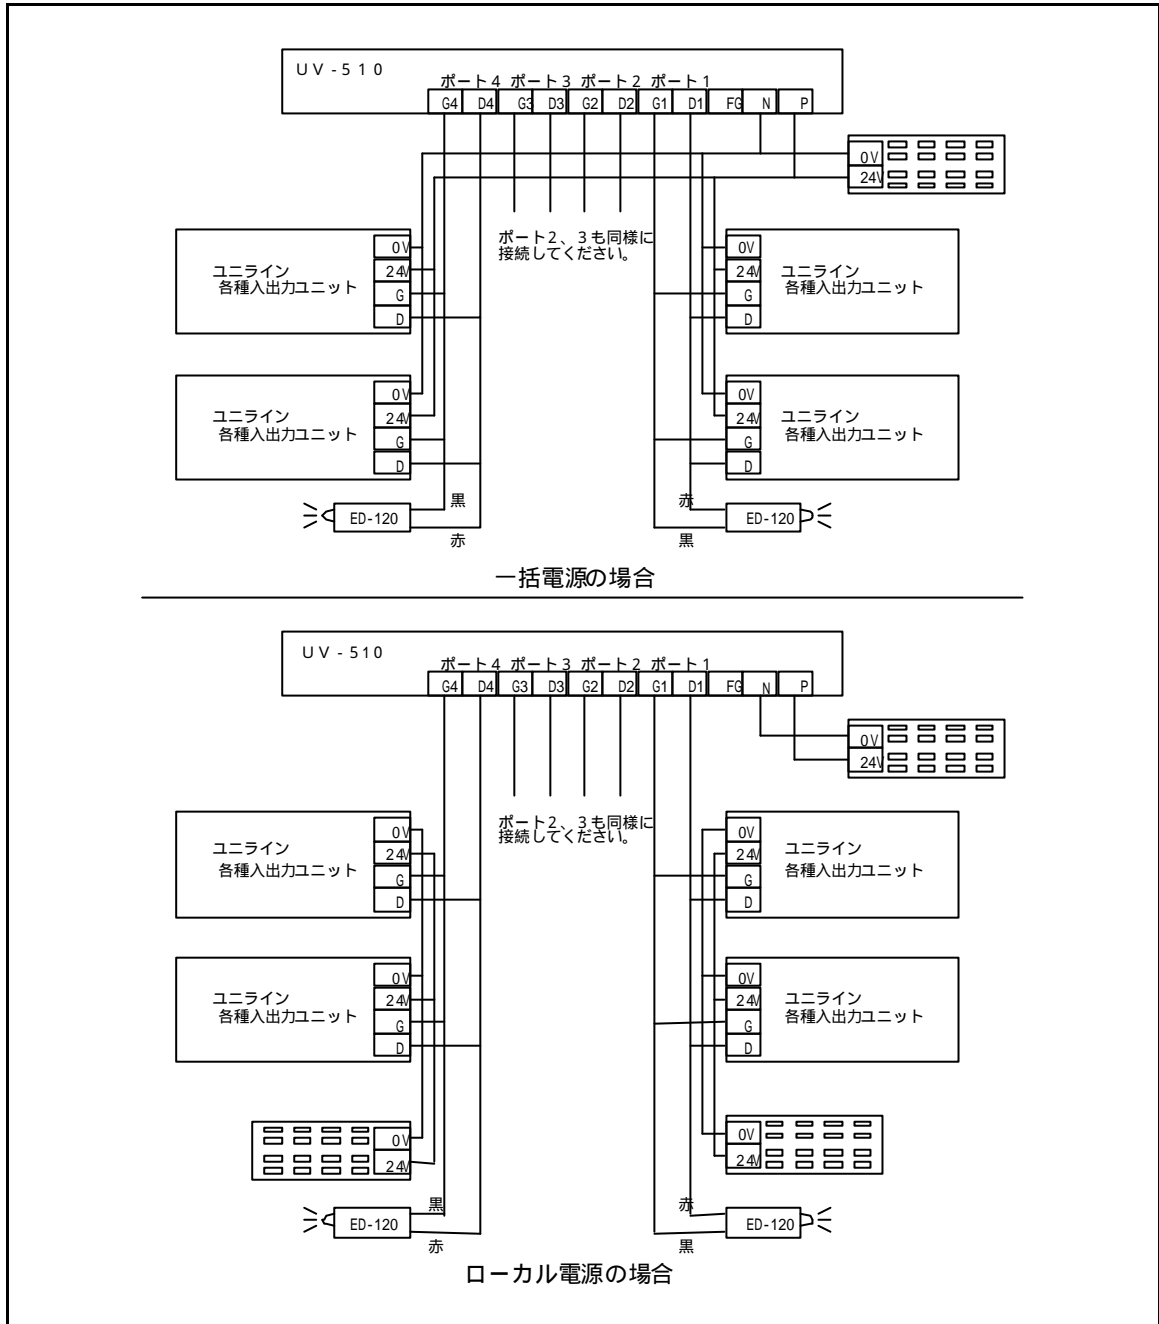 UV-510
ポート4 ポート3 ポート2 ポート1
G4 D4 G3 D3 G2 D2 G1 D1 FG N P
0V
24V
ポート2、3も同様に
接続してください。
ユニライン
各種入出力ユニット
0V
24V
G
D
0V
24V
G
D
ユニライン
各種入出力ユニット
ユニライン
各種入出力ユニット
0V
24V
G
D
0V
24V
G
D
ユニライン
各種入出力ユニット
ED-120
黒
赤
赤
黒
ED-120
一括電源の場合
UV-510
ポート4 ポート3 ポート2 ポート1
G4 D4 G3 D3 G2 D2 G1 D1 FG N P
0V
24V
ポート2、3も同様に
接続してください。
ユニライン
各種入出力ユニット
0V
24V
G
D
0V
24V
G
D
ユニライン
各種入出力ユニット
ユニライン
各種入出力ユニット
0V
24V
G
D
0V
24V
G
D
ユニライン
各種入出力ユニット
0V
24V
0V
24V
ED-120
黒
赤
赤
黒
ED-120
ローカル電源の場合